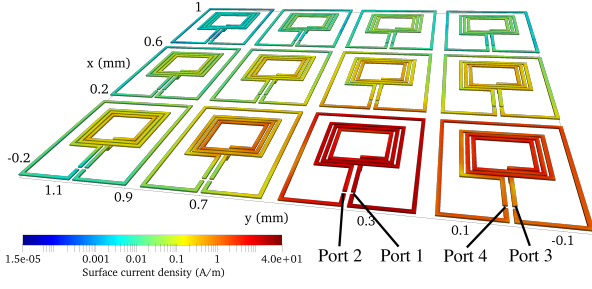 1
0.6
x (mm)
0.2
-0.2
1.1
0.9
0.7
y (mm)
0.3
0.1
-0.1
Port 2 Port 1 Port 4 Port 3
1.5e-05 0.001 0.01 0.1 1 4.0e+01
Surface current density (A/m)